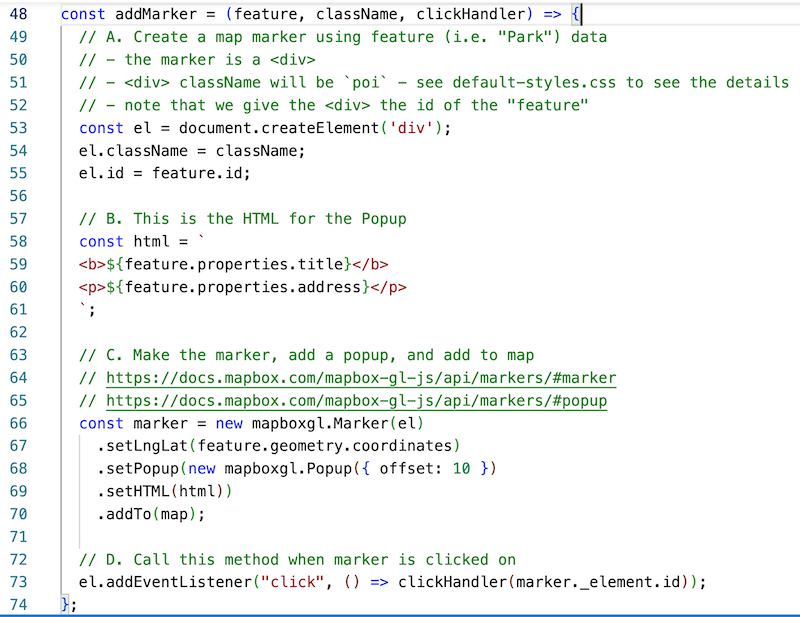 48 const addMarker = (feature, className, clickHandler) => {
49 // A. Create a map marker using feature (i.e. "Park") data
50 // - the marker is a <div>
51 // - <div> className will be `poi` - see default-styles.css to see the details
52 // - note that we give the <div> the id of the "feature"
53 const el = document.createElement('div');
54 el.className = className;
55 el.id = feature.id;
56
57 // B. This is the HTML for the Popup
58 const html = `
59 <b>${feature.properties.title}</b>
60 <p>${feature.properties.address}</p>
61 `;
62
63 // C. Make the marker, add a popup, and add to map
64 // https://docs.mapbox.com/mapbox-gl-js/api/markers/#marker
65 // https://docs.mapbox.com/mapbox-gl-js/api/markers/#popup
66 const marker = new mapboxgl.Marker(el)
67 .setLngLat(feature.geometry.coordinates)
68 .setPopup(new mapboxgl.Popup({ offset: 10 })
69 .setHTML(html))
70 .addTo(map);
71
72 // D. Call this method when marker is clicked on
73 el.addEventListener("click", () => clickHandler(marker._element.id));
74 };